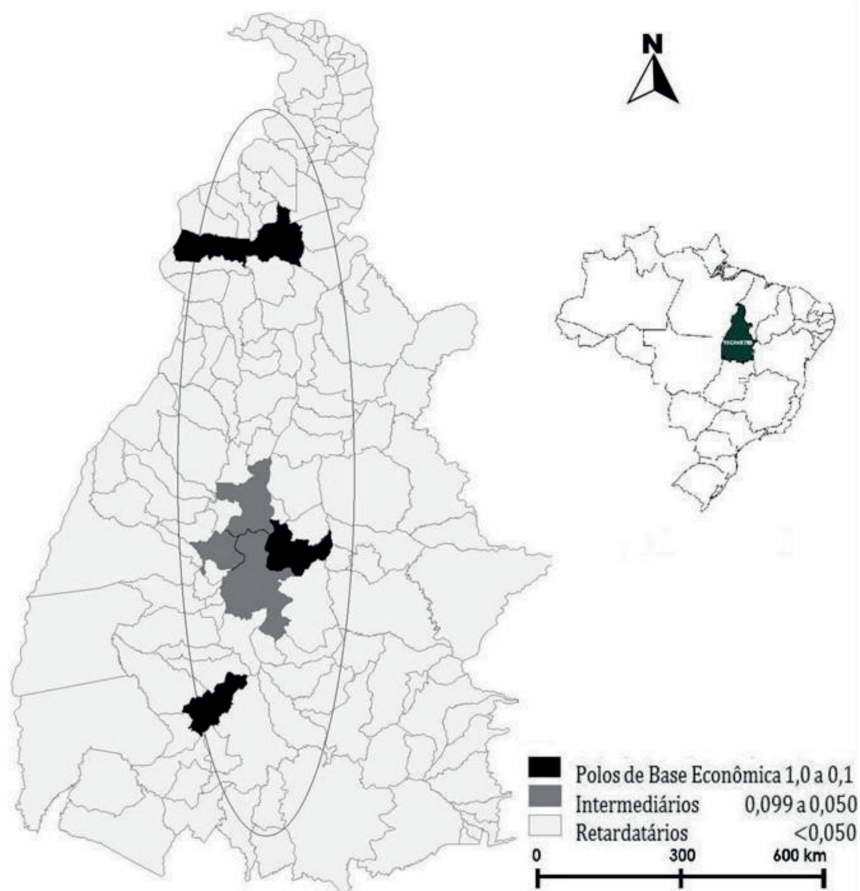 N
TOCANTINS
Polos de Base Econômica 1,0 a 0,1
Intermediários 0,099 a 0,050
Retardatários <0,050
0 300 600 km